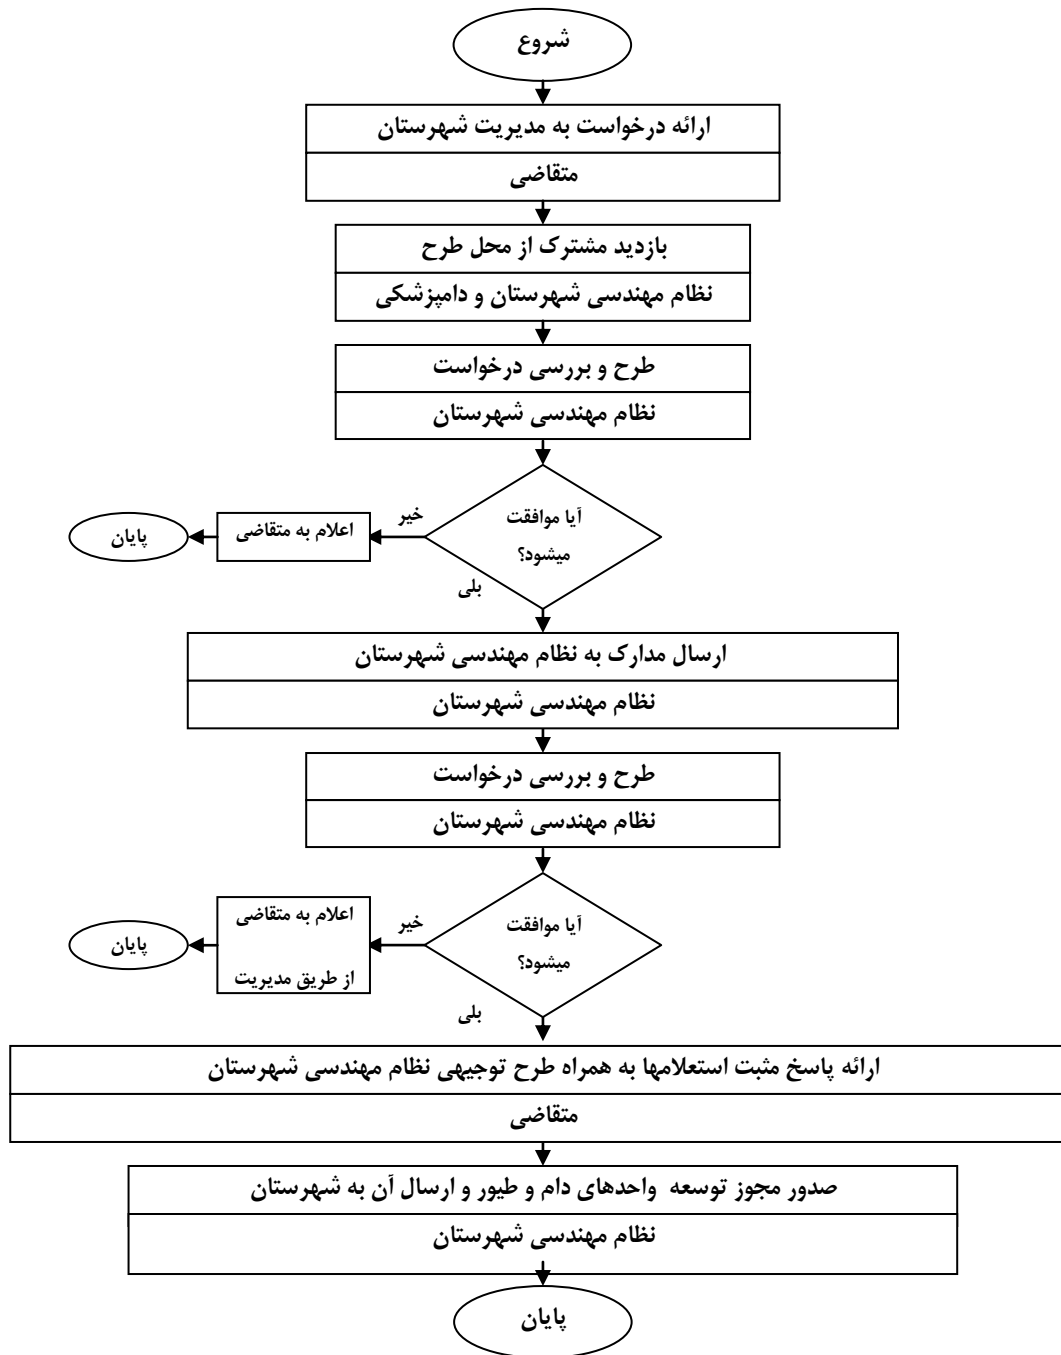 شروع
ارائه درخواست به مدیریت شهرستان
متقاضی
بازدید مشترک از محل طرح
نظام مهندسی شهرستان و دامپزشکی
طرح و بررسی درخواست
نظام مهندسی شهرستان
آیا موافقت
میشود؟
خیر
اعلام به متقاضی
پایان
بلی
ارسال مدارک به نظام مهندسی شهرستان
نظام مهندسی شهرستان
طرح و بررسی درخواست
نظام مهندسی شهرستان
آیا موافقت
میشود؟
خیر
اعلام به متقاضی
از طریق مدیریت
پایان
بلی
ارائه پاسخ مثبت استعلامها به همراه طرح توجیهی نظام مهندسی شهرستان
متقاضی
صدور مجوز توسعه واحدهای دام و طیور و ارسال آن به شهرستان
نظام مهندسی شهرستان
پایان